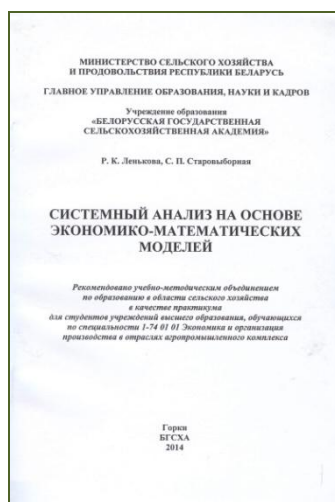 МИНИСТЕРСТВО СЕЛЬСКОГО ХОЗЯЙСТВА
И ПРОДОВОЛЬСТВИЯ РЕСПУБЛИКИ БЕЛАРУСЬ
ГЛАВНОЕ УПРАВЛЕНИЕ ОБРАЗОВАНИЯ, НАУКИ И КАДРОВ
Учреждение образования
«БЕЛОРУССКАЯ ГОСУДАРСТВЕННАЯ
СЕЛЬСКОХОЗЯЙСТВЕННАЯ АКАДЕМИЯ»
Р. К. Ленькова, С. П. Старовыборная
СИСТЕМНЫЙ АНАЛИЗ НА ОСНОВЕ
ЭКОНОМИКО-МАТЕМАТИЧЕСКИХ
МОДЕЛЕЙ
Рекомендовано учебно-методическим объединением
по образованию в области сельского хозяйства
в качестве практикума
для студентов учреждений высшего образования, обучающихся
по специальности 1-74 01 01 Экономика и организация
производства в отраслях агропромышленного комплекса
Горки
БГСХА
2014